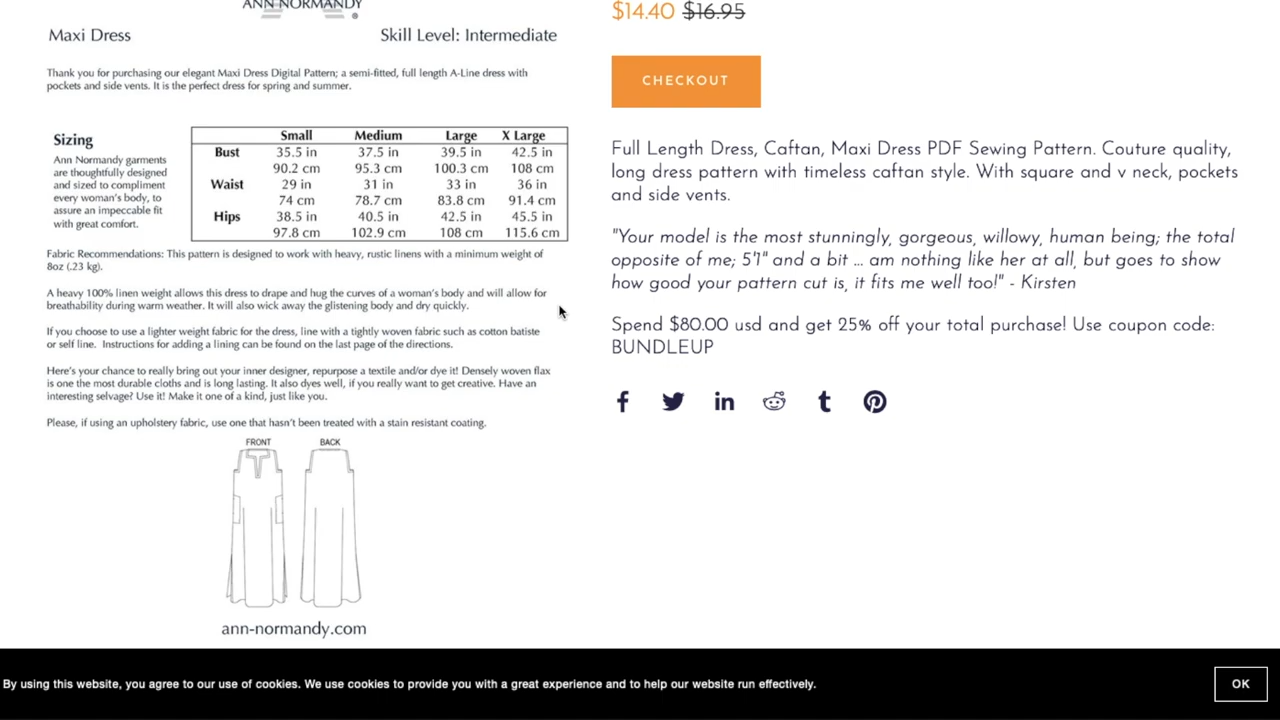 ANN NORMANDY
Maxi Dress Skill Level: Intermediate
Thank you for purchasing our elegant Maxi Dress Digital Pattern; a semi-fitted, full length A-Line dress with
pockets and side vents. It is the perfect dress for spring and summer.
Sizing
Ann Normandy garments
are thoughtfully designed
and sized to compliment
every woman's body, to
assure an impeccable fit
with great comfort.
Small Medium Large X Large
Bust 35.5 in 37.5 in 39.5 in 42.5 in
90.2 cm 95.3 cm 100.3 cm 108 cm
Waist 29 in 31 in 33 in 36 in
74 cm 78.7 cm 83.8 cm 91.4 cm
Hips 38.5 in 40.5 in 42.5 in 45.5 in
97.8 cm 102.9 cm 108 cm 115.6 cm
Fabric Recommendations: This pattern is designed to work with heavy, rustic linens with a minimum weight of
8oz (.23 kg).
A heavy 100% linen weight allows this dress to drape and hug the curves of a woman's body and will allow for
breathability during warm weather. It will also wick away the glistening body and dry quickly.
If you choose to use a lighter weight fabric for the dress, line with a tightly woven fabric such as cotton batiste
or self line. Instructions for adding a lining can be found on the last page of the directions.
Here's your chance to really bring out your inner designer, repurpose a textile and/or dye it! Densely woven flax
is one the most durable cloths and is long lasting. It also dyes well, if you really want to get creative. Have an
interesting selvage? Use it! Make it one of a kind, just like you.
Please, if using an upholstery fabric, use one that hasn't been treated with a stain resistant coating.
FRONT BACK
ann-normandy.com
$14.40 $16.95
CHECKOUT
Full Length Dress, Caftan, Maxi Dress PDF Sewing Pattern. Couture quality,
long dress pattern with timeless caftan style. With square and v neck, pockets
and side vents.
"Your model is the most stunningly, gorgeous, willowy, human being; the total
opposite of me; 5'1" and a bit ... am nothing like her at all, but goes to show
how good your pattern cut is, it fits me well too!" - Kirsten
Spend $80.00 usd and get 25% off your total purchase! Use coupon code:
BUNDLEUP
By using this website, you agree to our use of cookies. We use cookies to provide you with a great experience and to help our website run effectively.
OK